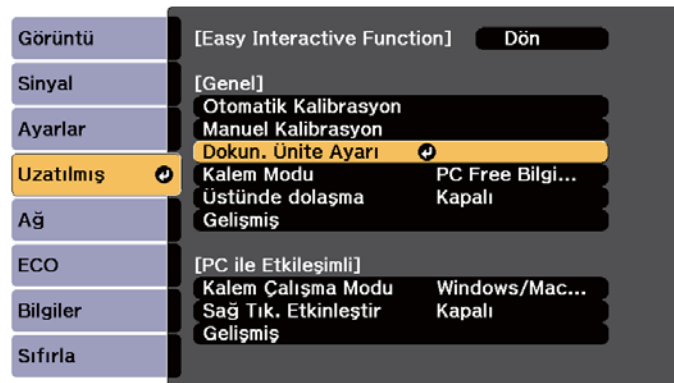 Görüntü
Sinyal
Ayarlar
Uzatılmış
Ağ
ECO
Bilgiler
Sıfırla
[Easy Interactive Function] Dön
[Genel]
Otomatik Kalibrasyon
Manuel Kalibrasyon
Dokun. Ünite Ayarı
Kalem Modu PC Free Bilgi...
Üstünde dolaşma Kapalı
Gelişmiş
[PC ile Etkileşimli]
Kalem Çalışma Modu Windows/Mac...
Sağ Tık. Etkinleştir Kapalı
Gelişmiş